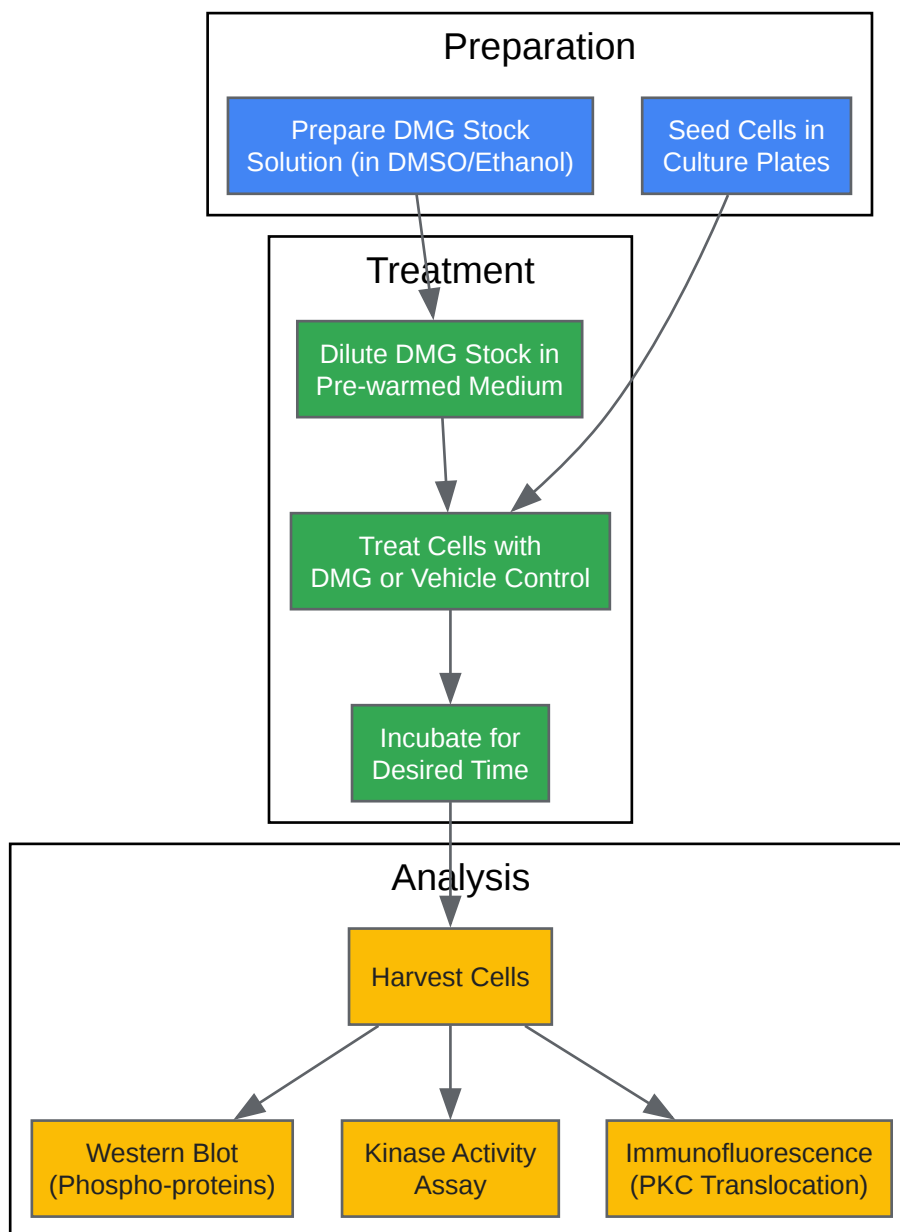 Preparation
Prepare DMG Stock
Solution (in DMSO/Ethanol)
Seed Cells in
Culture Plates
Treatment
Dilute DMG Stock in
Pre-warmed Medium
Treat Cells with
DMG or Vehicle Control
Incubate for
Desired Time
Analysis
Harvest Cells
Western Blot
(Phospho-proteins)
Kinase Activity
Assay
Immunofluorescence
(PKC Translocation)